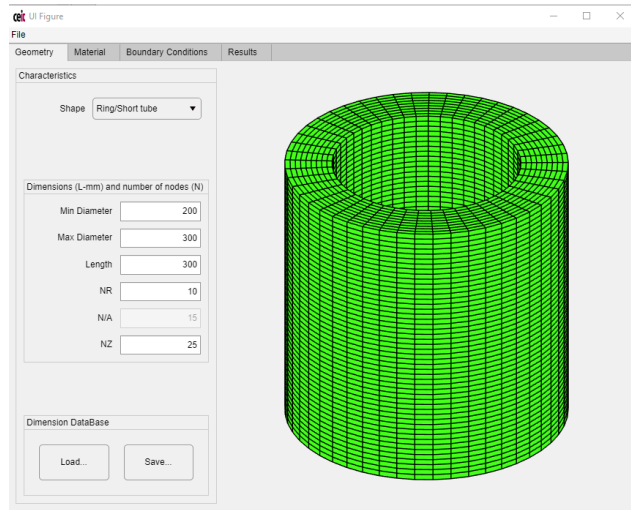 ceit UI Figure
File
Geometry Material Boundary Conditions Results
Characteristics
Shape Ring/Short tube
Dimensions (L-mm) and number of nodes (N)
Min Diameter 200
Max Diameter 300
Length 300
NR 10
N/A 15
NZ 25
Dimension DataBase
Load... Save...